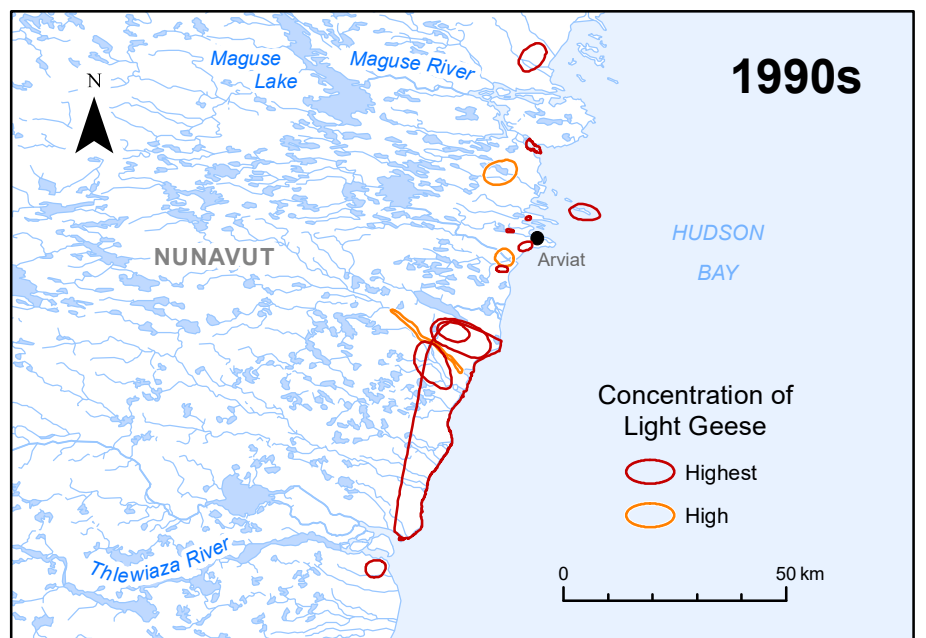 1990s
Maguse
Lake
Maguse River
N
NUNAVUT
HUDSON
BAY
Arviat
Concentration of
Light Geese
Highest
High
Thlewiaza River
0
50 km